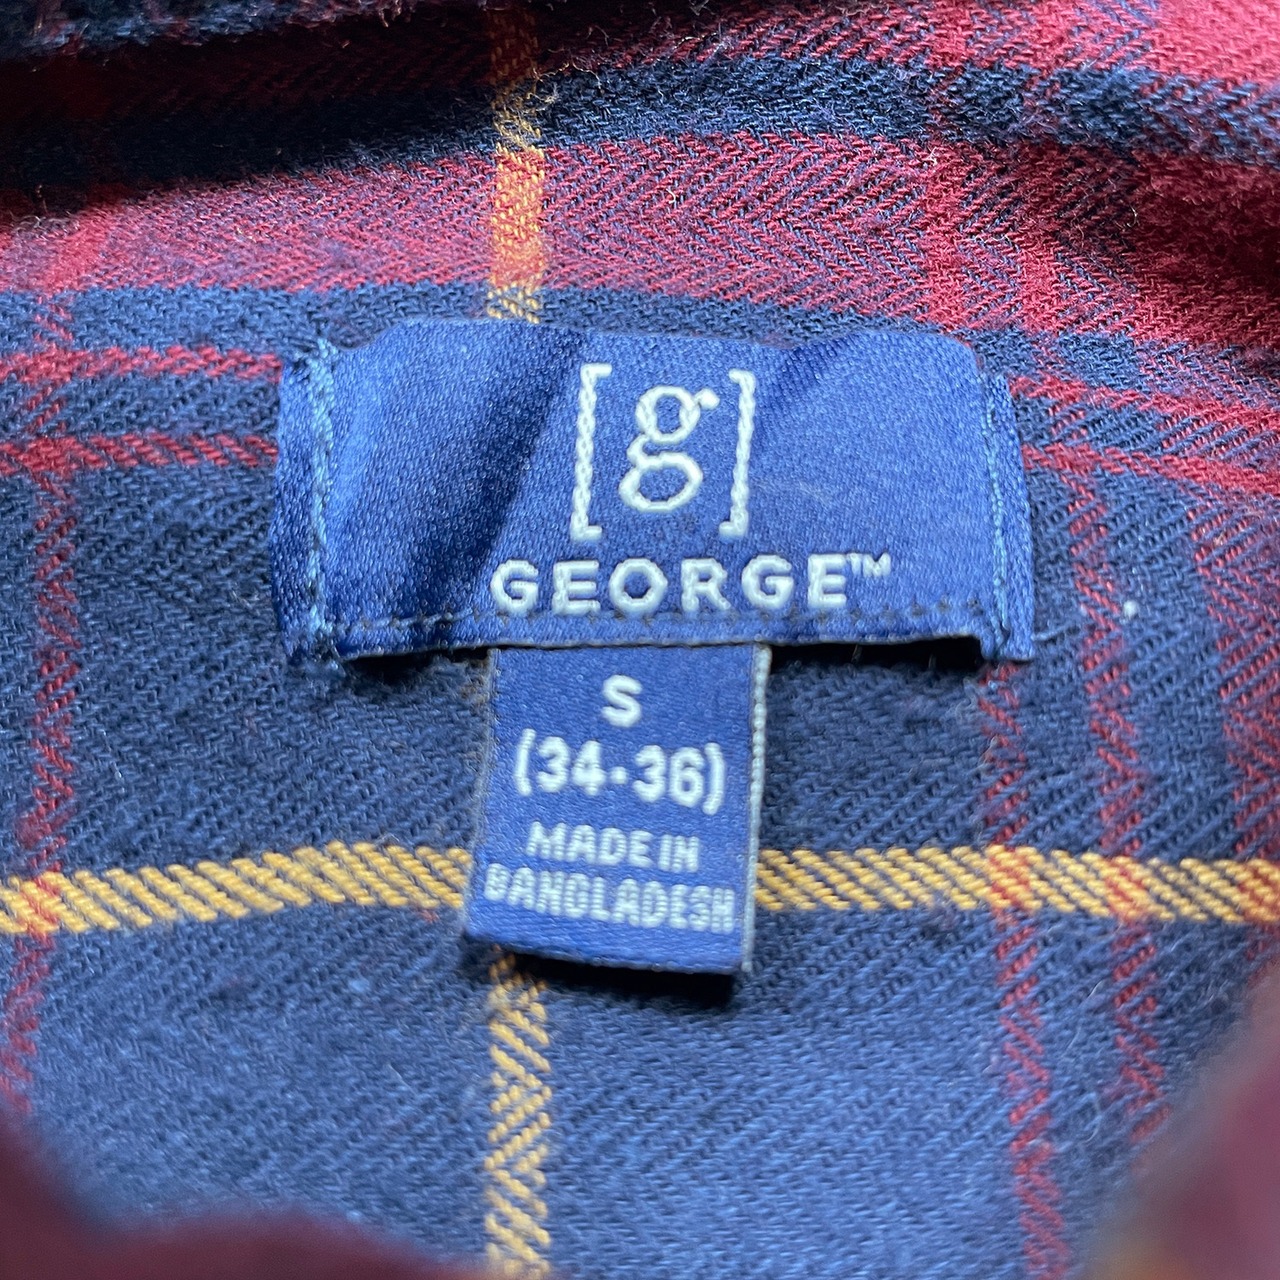 [g]
GEORGE™
S
(34-36)
MADE IN
BANGLADESH